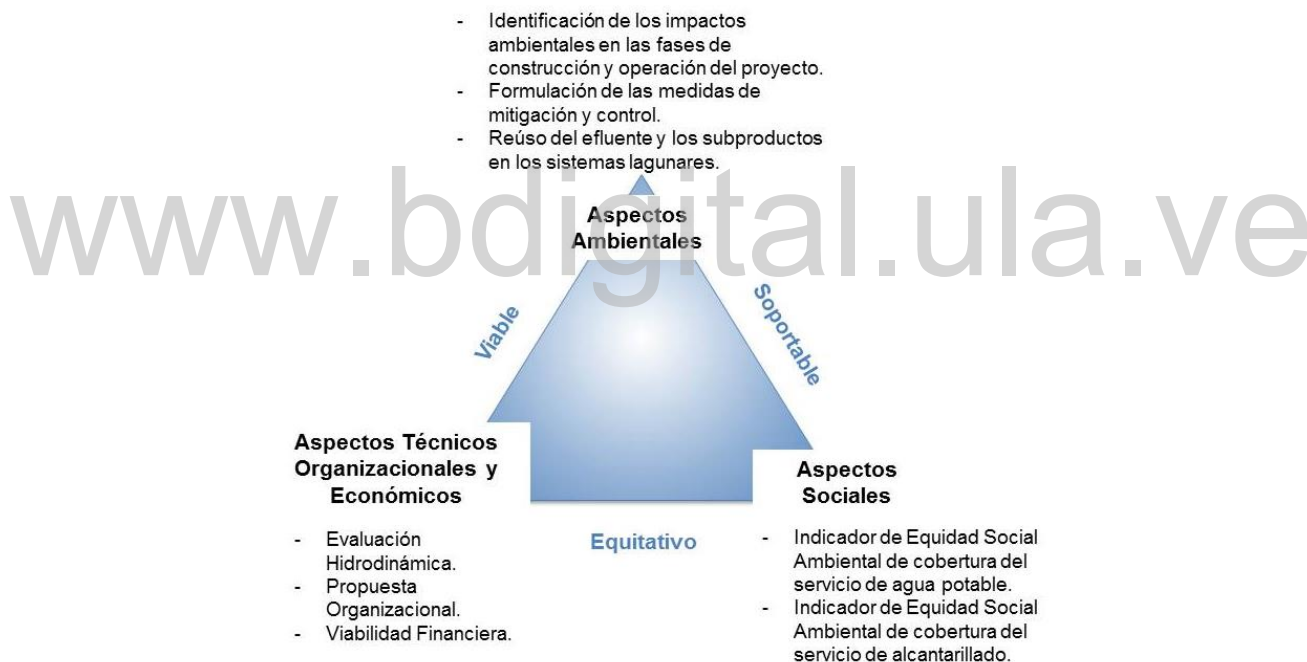 - Identificación de los impactos
ambientales en las fases de
construcción y operación del proyecto.
- Formulación de las medidas de
mitigación y control.
- Reúso del efluente y los subproductos
en los sistemas lagunares.
www.bdigital.ula.ve
Aspectos
Ambientales
Viable
Soportable
Aspectos Técnicos
Organizacionales y
Económicos
- Evaluación
Hidrodinámica.
- Propuesta
Organizacional.
- Viabilidad Financiera.
Equitativo
Aspectos
Sociales
- Indicador de Equidad Social
Ambiental de cobertura del
servicio de agua potable.
- Indicador de Equidad Social
Ambiental de cobertura del
servicio de alcantarillado.